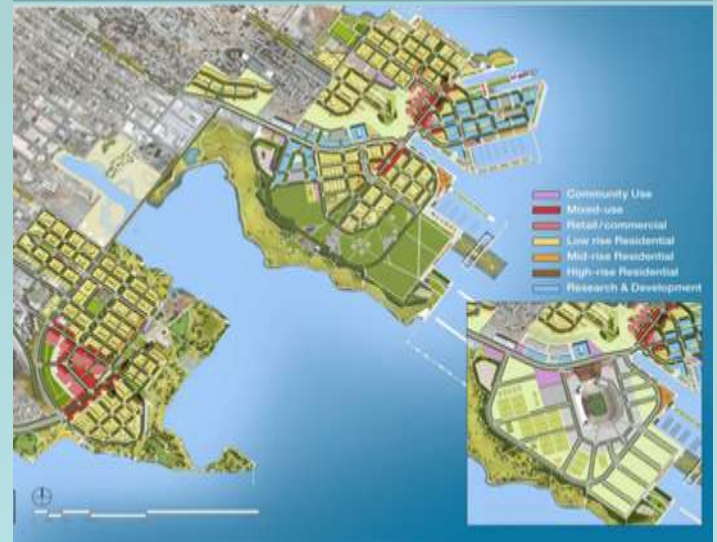 Community Use
Mixed-use
Retail/commercial
Low rise Residential
Mid-rise Residential
High-rise Residential
Research & Development